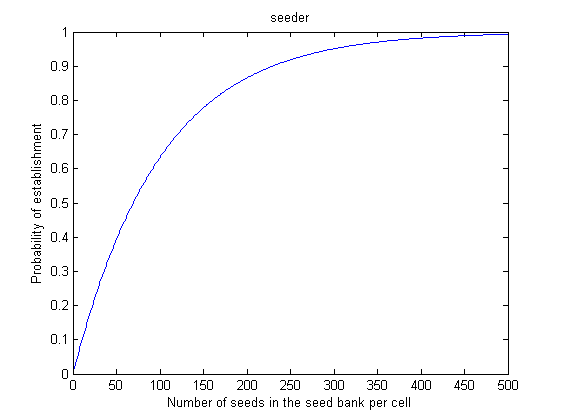 seeder
1
0.9
0.8
0.7
0.6
0.5
0.4
0.3
0.2
0.1
0
Probability of establishment
0 50 100 150 200 250 300 350 400 450 500
Number of seeds in the seed bank per cell